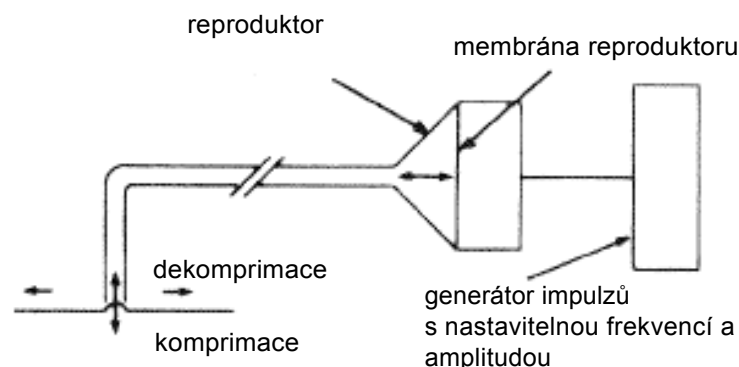 reproduktor
membrána reproduktoru
dekomprimace
komprimace
generátor impulzů
s nastavitelnou frekvencí a
amplitudou